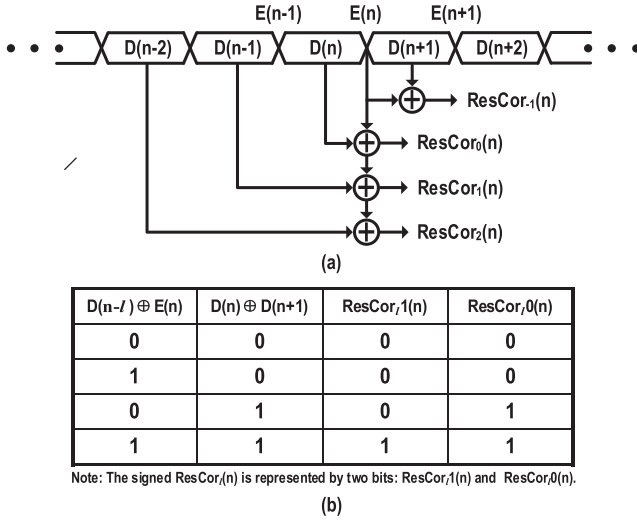 E(n-1) E(n) E(n+1)
D(n-2) D(n-1) D(n) D(n+1) D(n+2)
ResCor₋₁(n)
ResCor₀(n)
ResCor₁(n)
ResCor₂(n)
(a)
D(n-l) ⊕ E(n) D(n) ⊕ D(n+1) ResCorₗ1(n) ResCorₗ0(n)
0 0 0 0
1 0 0 0
0 1 0 1
1 1 1 1
Note: The signed ResCorₗ(n) is represented by two bits: ResCorₗ1(n) and ResCorₗ0(n).
(b)